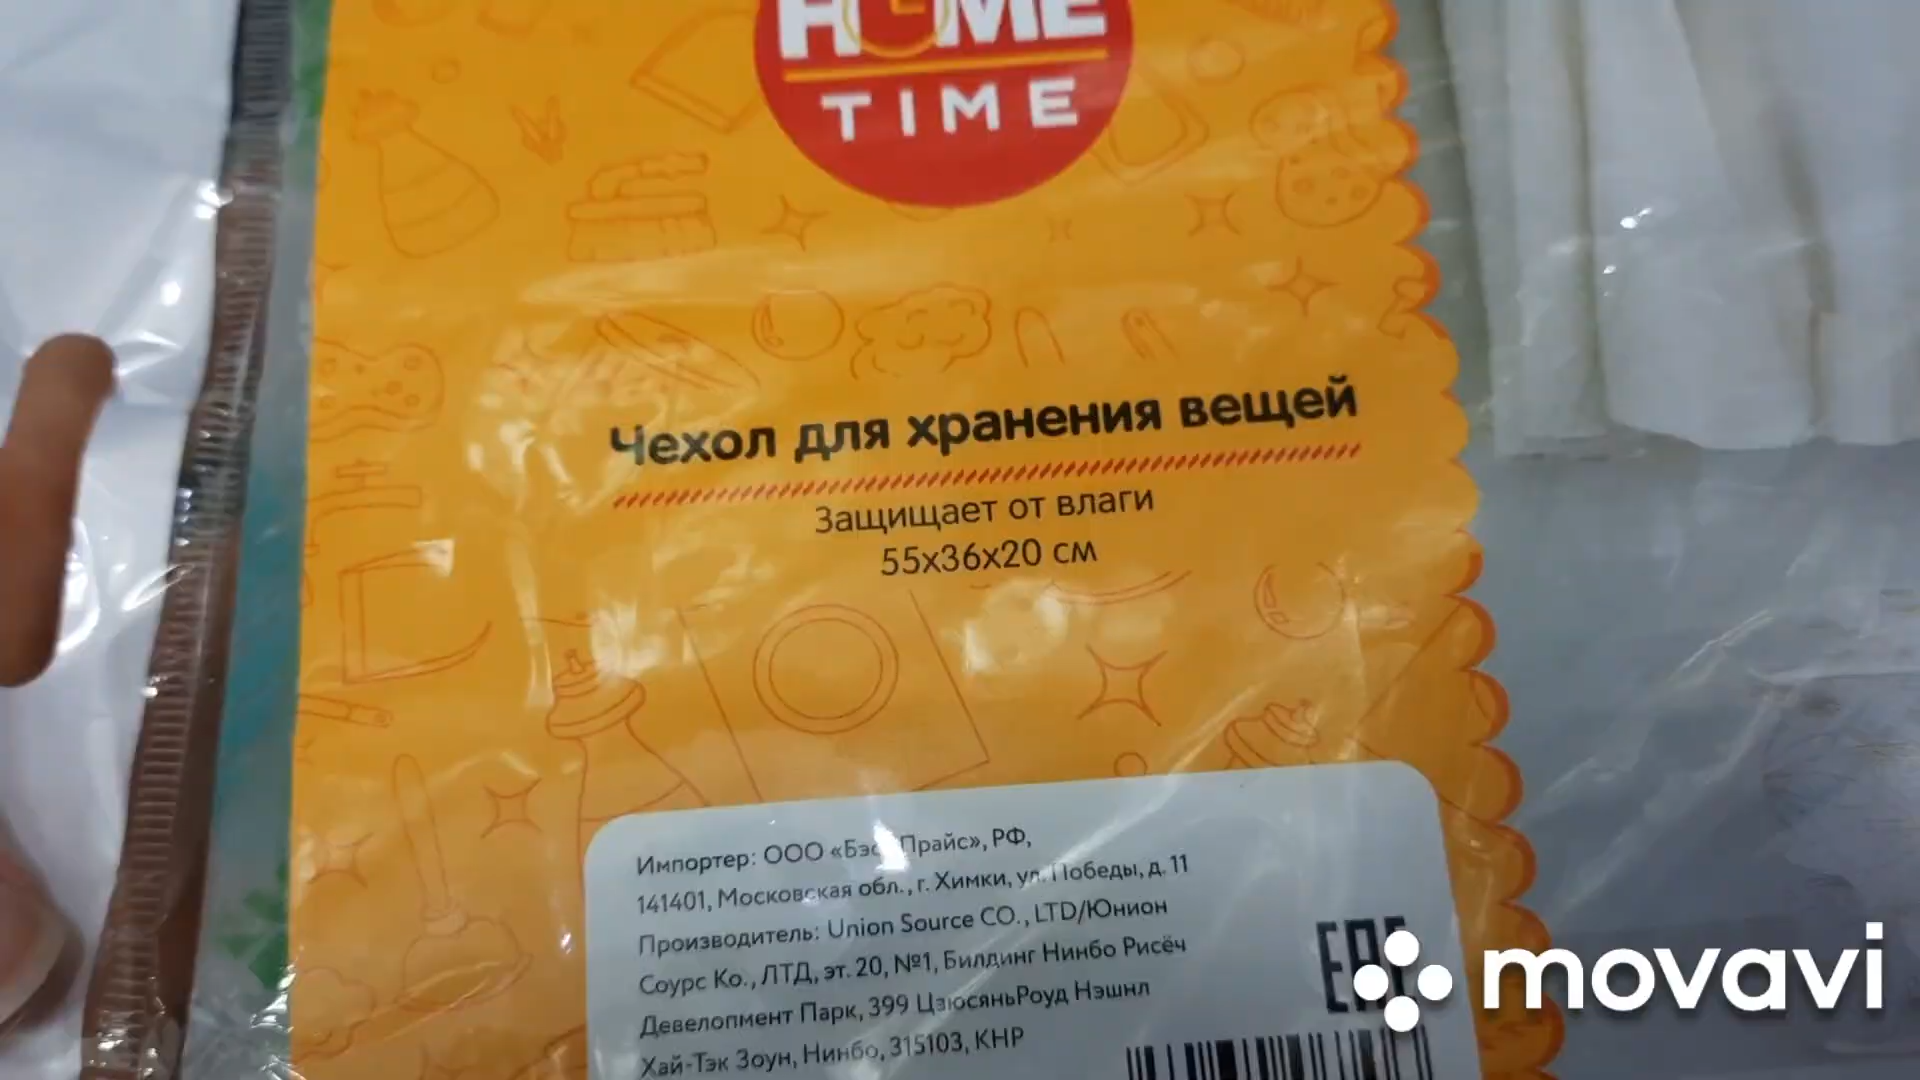 HOME
TIME
Чехол для хранения вещей
Защищает от влаги
55х36х20 см
Импортер: ООО Прайс», РФ,
141401, Московская обл., г. Химки, ул. Победы, д. 11
Производитель: Union Source CO., LTD/Юнион
Соурс Ко., ЛТД, эт. 20, №1, Билдинг Нинбо Рисёч
Девелопмент Парк, 399 ЦзюсяньРоуд Нэшнл
Хай-Тэк Зоун, Нинбо, 315103, КНР
EAC
movavi